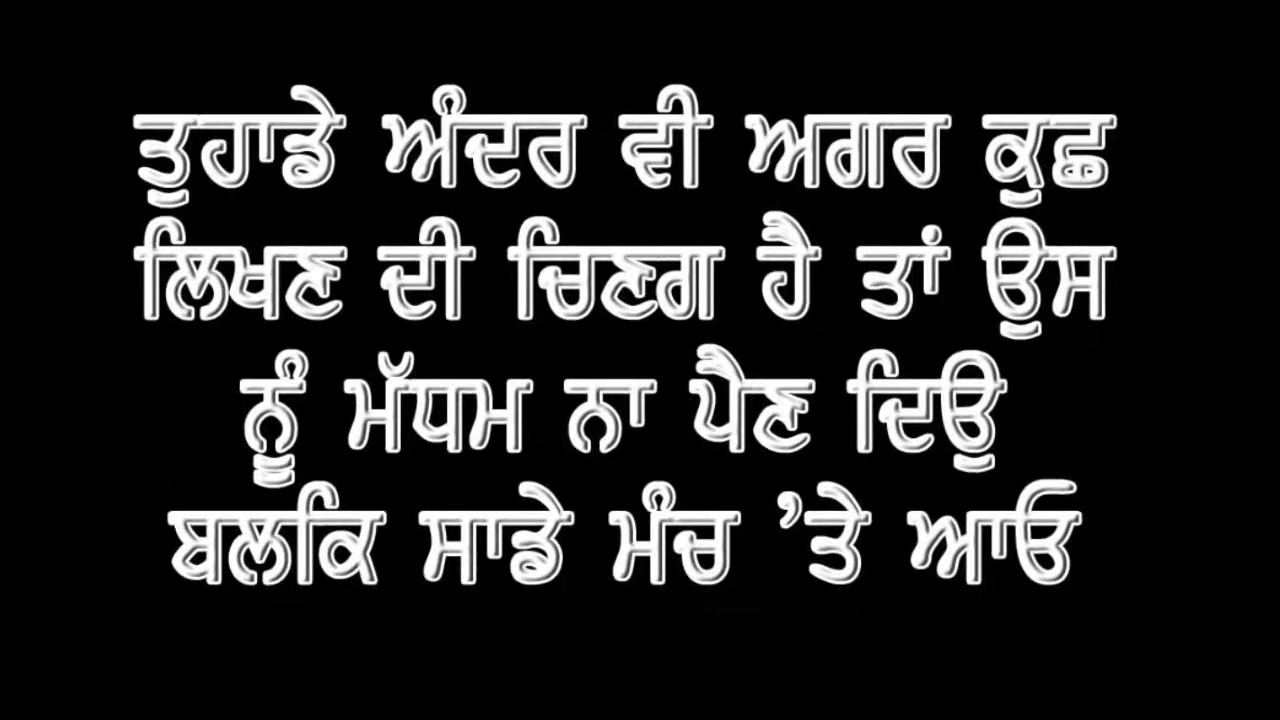 ਤੁਹਾਡੇ ਅੰਦਰ ਵੀ ਅਗਰ ਕੁਛ
ਲਿਖਣ ਦੀ ਚਿਣਗ ਹੈ ਤਾਂ ਉਸ
ਨੂੰ ਮੱਧਮ ਨਾ ਪੈਣ ਦਿਉ
ਬਲਕਿ ਸਾਡੇ ਮੰਚ ’ਤੇ ਆਓ